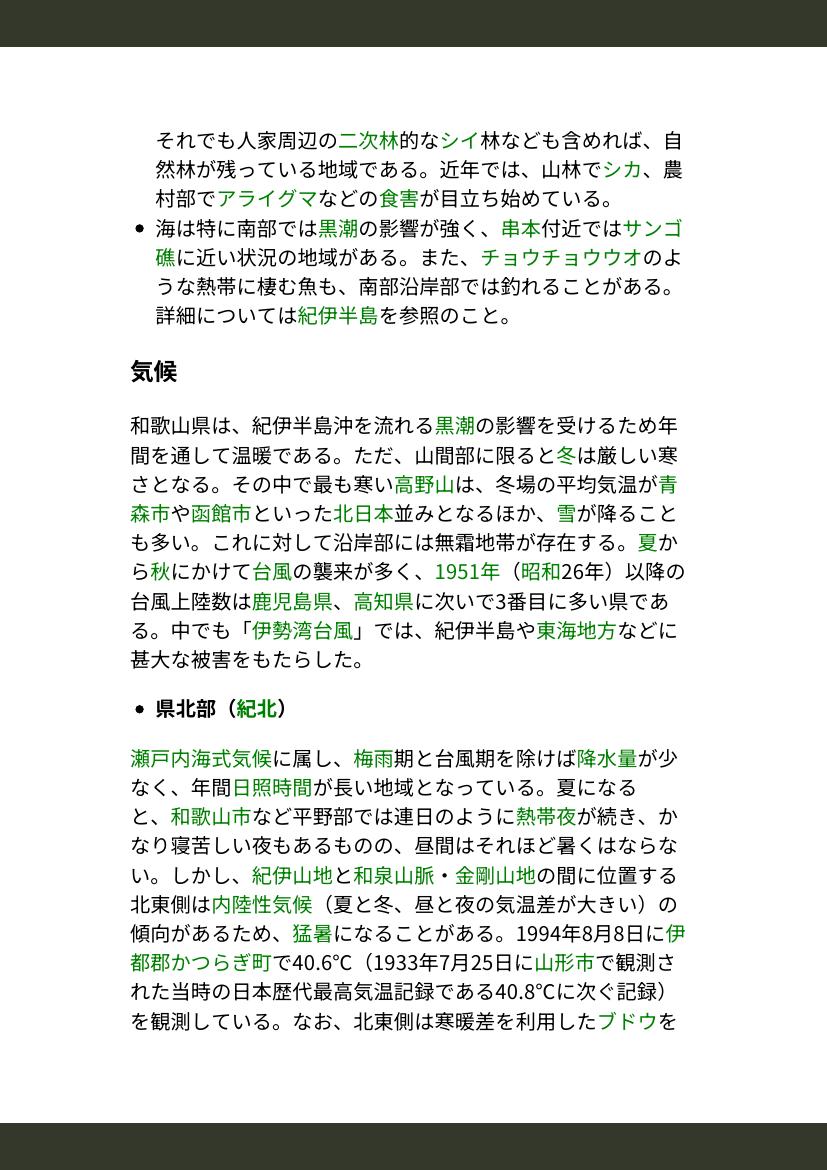 それでも人家周辺の二次林的なシイ林なども含めれば、自
然林が残っている地域である。近年では、山林でシカ、農
村部でアライグマなどの食害が目立ち始めている。
• 海は特に南部では黒潮の影響が強く、串本付近ではサンゴ
礁に近い状況の地域がある。また、チョウチョウウオのよ
うな熱帯に棲む魚も、南部沿岸部では釣れることがある。
詳細については紀伊半島を参照のこと。
気候
和歌山県は、紀伊半島沖を流れる黒潮の影響を受けるため年
間を通して温暖である。ただ、山間部に限ると冬は厳しい寒
さとなる。その中で最も寒い高野山は、冬場の平均気温が青
森市や函館市といった北日本並みとなるほか、雪が降ること
も多い。これに対して沿岸部には無霜地帯が存在する。夏か
ら秋にかけて台風の襲来が多く、1951年（昭和26年）以降の
台風上陸数は鹿児島県、高知県に次いで3番目に多い県であ
る。中でも「伊勢湾台風」では、紀伊半島や東海地方などに
甚大な被害をもたらした。
• 県北部（紀北）
瀬戸内海式気候に属し、梅雨期と台風期を除けば降水量が少
なく、年間日照時間が長い地域となっている。夏になる
と、和歌山市など平野部では連日のように熱帯夜が続き、か
なり寝苦しい夜もあるものの、昼間はそれほど暑くはならな
い。しかし、紀伊山地と和泉山脈・金剛山地の間に位置する
北東側は内陸性気候（夏と冬、昼と夜の気温差が大きい）の
傾向があるため、猛暑になることがある。1994年8月8日に伊
都郡かつらぎ町で40.6℃（1933年7月25日に山形市で観測さ
れた当時の日本歴代最高気温記録である40.8℃に次ぐ記録）
を観測している。なお、北東側は寒暖差を利用したブドウを